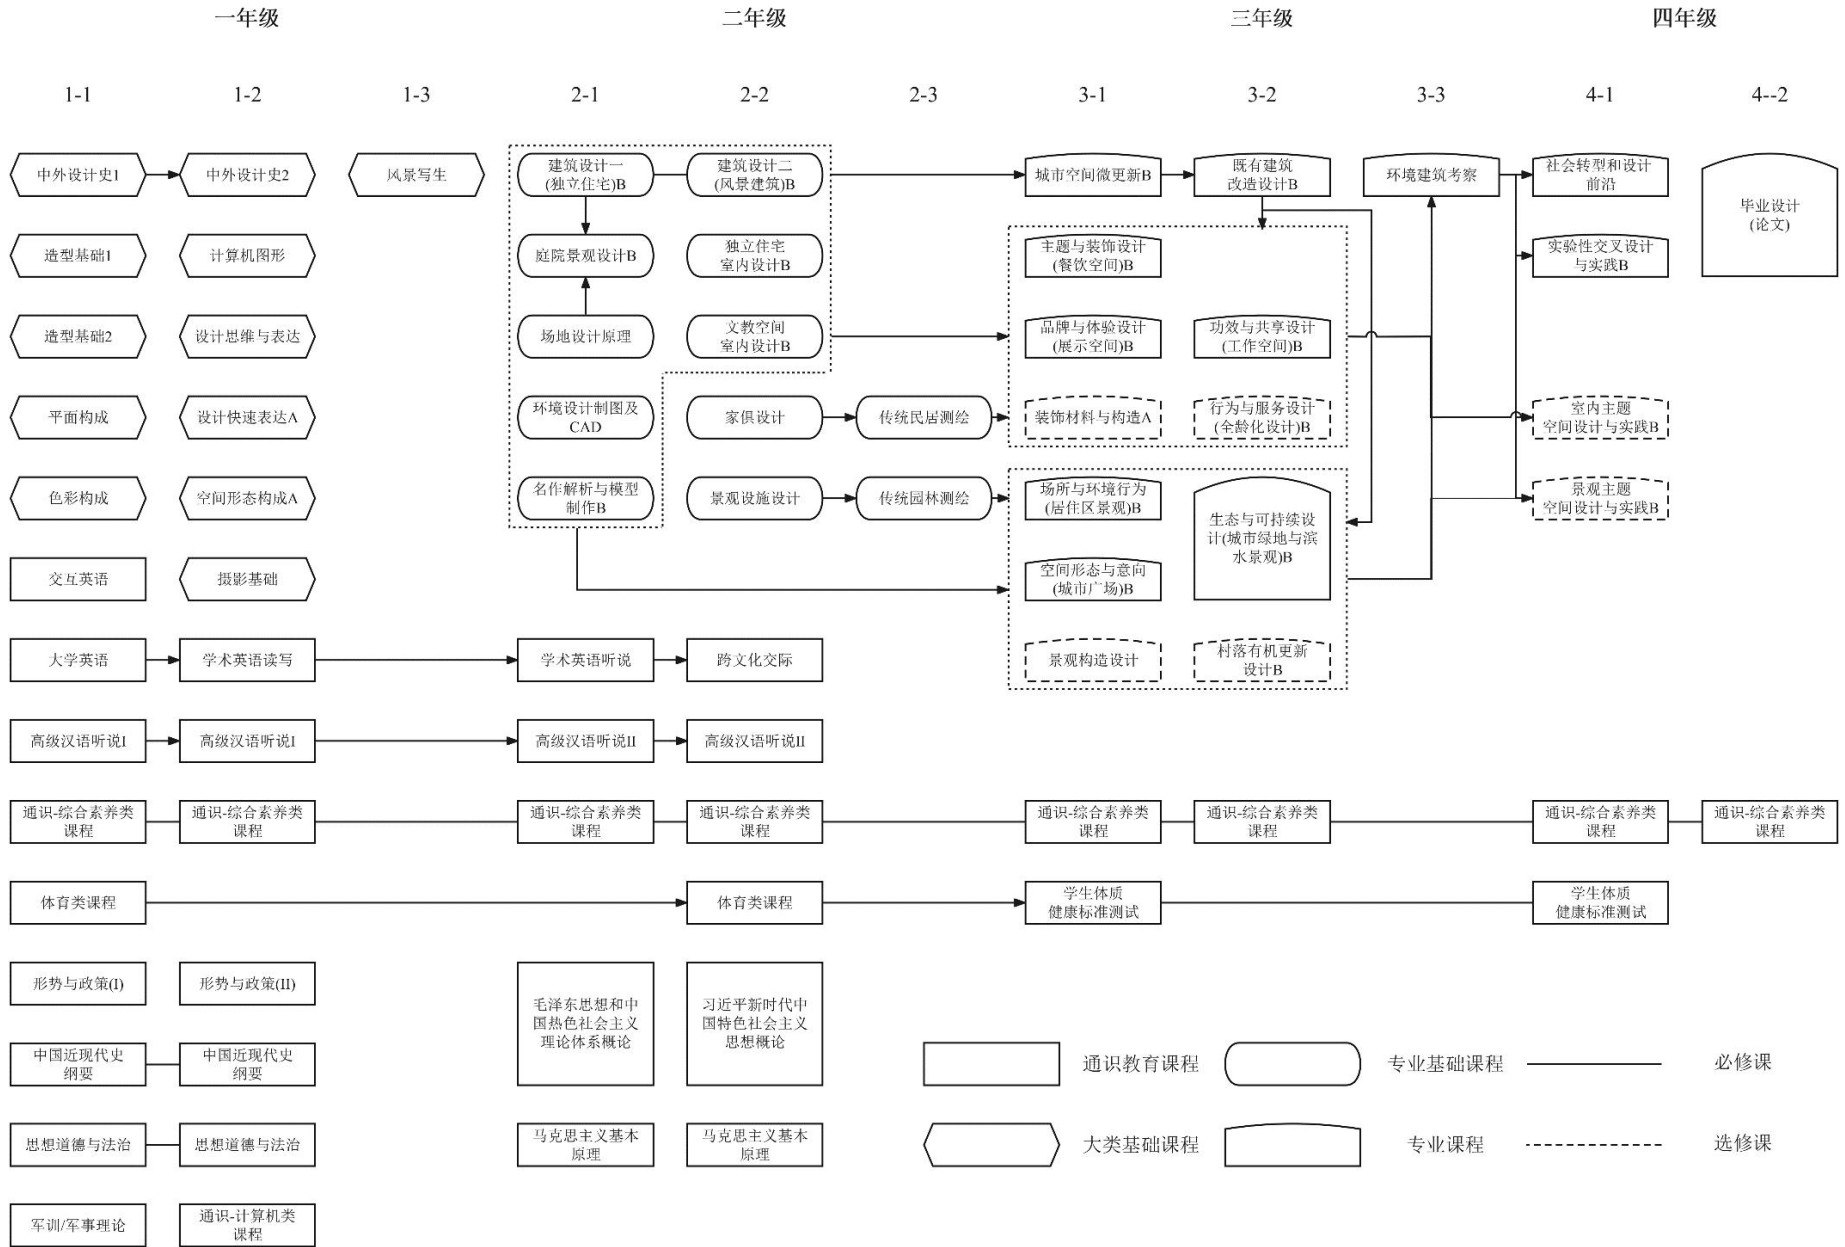 一年级
二年级
三年级
四年级
1-1
1-2
1-3
2-1
2-2
2-3
3-1
3-2
3-3
4-1
4--2
中外设计史1
中外设计史2
风景写生
建筑设计一
(独立住宅)B
建筑设计二
(风景建筑)B
城市空间微更新B
既有建筑
改造设计B
环境建筑考察
社会转型和设计
前沿
毕业设计
(论文)
造型基础1
计算机图形
庭院景观设计B
独立住宅
室内设计B
主题与装饰设计
(餐饮空间)B
实验性交叉设计
与实践B
造型基础2
设计思维与表达
场地设计原理
文教空间
室内设计B
品牌与体验设计
(展示空间)B
功效与共享设计
(工作空间)B
平面构成
设计快速表达A
环境设计制图及
CAD
家俱设计
传统民居测绘
装饰材料与构造A
行为与服务设计
(全龄化设计)B
室内主题
空间设计与实践B
色彩构成
空间形态构成A
名作解析与模型
制作B
景观设施设计
传统园林测绘
场所与环境行为
(居住区景观)B
生态与可持续设
计(城市绿地与滨
水景观)B
景观主题
空间设计与实践B
交互英语
摄影基础
空间形态与意向
(城市广场)B
大学英语
学术英语读写
学术英语听说
跨文化交际
景观构造设计
村落有机更新
设计B
高级汉语听说I
高级汉语听说I
高级汉语听说II
高级汉语听说II
通识-综合素养类
课程
通识-综合素养类
课程
通识-综合素养类
课程
通识-综合素养类
课程
通识-综合素养类
课程
通识-综合素养类
课程
通识-综合素养类
课程
通识-综合素养类
课程
体育类课程
体育类课程
学生体质
健康标准测试
学生体质
健康标准测试
形势与政策(I)
形势与政策(II)
毛泽东思想和中
国热色社会主义
理论体系概论
习近平新时代中
国特色社会主义
思想概论
中国近现代史
纲要
中国近现代史
纲要
通识教育课程
专业基础课程
必修课
思想道德与法治
思想道德与法治
马克思主义基本
原理
马克思主义基本
原理
大类基础课程
专业课程
选修课
军训/军事理论
通识-计算机类
课程